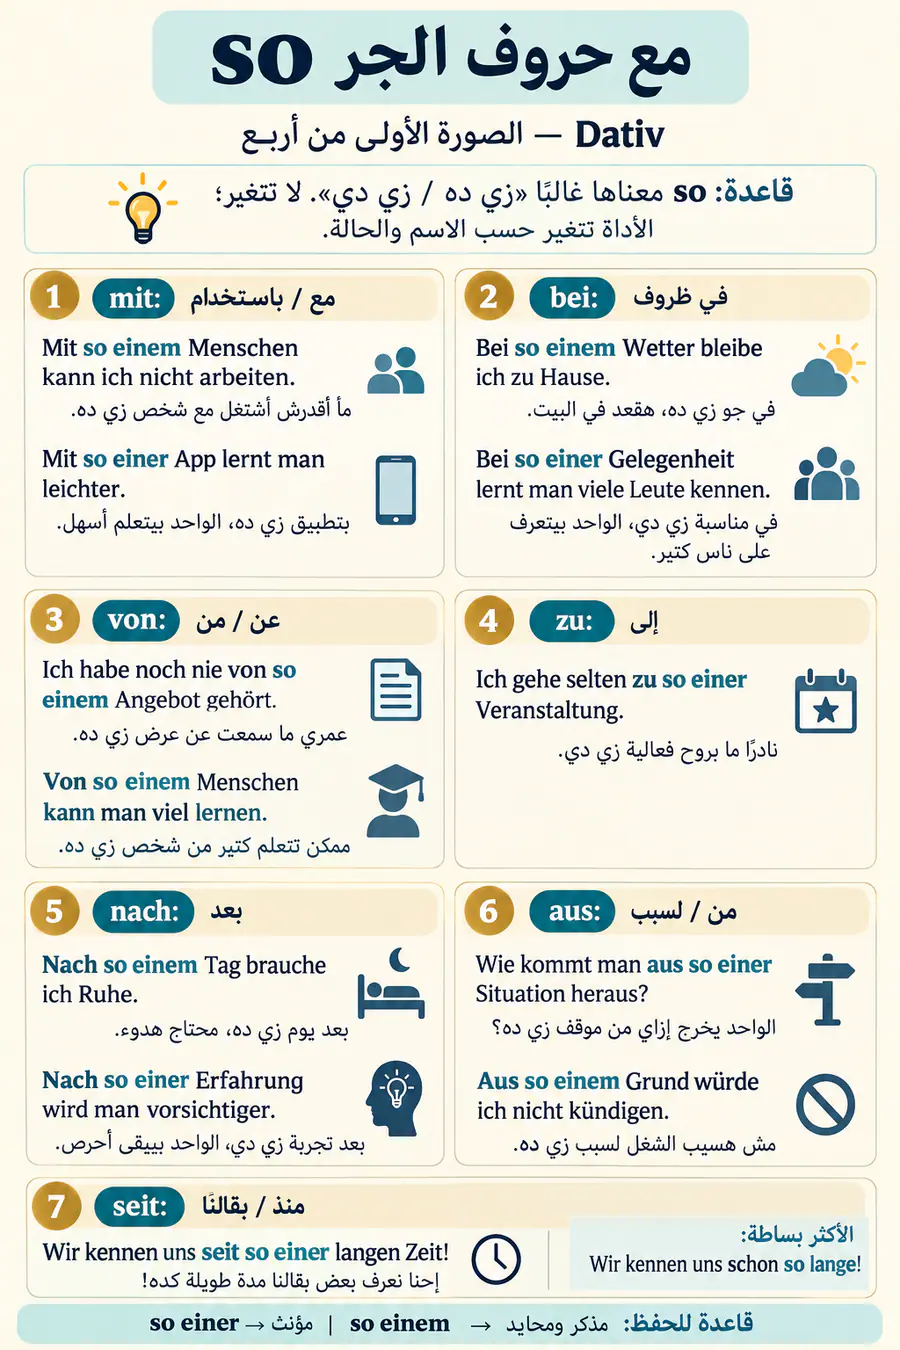 so مع حروف الجر
Dativ — الصورة الأولى من أربع
قاعدة: so معناها غالبًا «زي ده / زي دي». لا تتغير؛
الأداة تتغير حسب الاسم والحالة.
1 mit: مع / باستخدام
Mit so einem Menschen
kann ich nicht arbeiten.
مأ أقدرش أشتغل مع شخص زي ده.
Mit so einer App lernt man
leichter.
بتطبيق زي ده، الواحد بيتعلم أسهل.
2 bei: في ظروف
Bei so einem Wetter bleibe
ich zu Hause.
في جو زي ده، هقعد في البيت.
Bei so einer Gelegenheit
lernt man viele Leute kennen.
في مناسبة زي دي، الواحد بيتعرف
على ناس كتير.
3 von: عن / من
Ich habe noch nie von so
einem Angebot gehört.
عمري ما سمعت عن عرض زي ده.
Von so einem Menschen
kann man viel lernen.
ممكن تتعلم كتير من شخص زي ده.
4 zu: إلى
Ich gehe selten zu so einer
Veranstaltung.
نادرًا ما بروح فعالية زي دي.
5 nach: بعد
Nach so einem Tag brauche
ich Ruhe.
بعد يوم زي ده، محتاج هدوء.
Nach so einer Erfahrung
wird man vorsichtiger.
بعد تجربة زي دي، الواحد بيبقى أحرص.
6 aus: من / لسبب
Wie kommt man aus so einer
Situation heraus?
الواحد يخرج إزاي من موقف زي ده؟
Aus so einem Grund würde
ich nicht kündigen.
مش هسيب الشغل لسبب زي ده.
7 seit: منذ / بقالنا
Wir kennen uns seit so einer langen Zeit!
إحنا نعرف بعض بقالنا مدة طويلة كده!
الأكثر بساطة:
Wir kennen uns schon so lange!
قاعدة للحفظ: مذكر ومحايد → so einem | مؤنث → so einer